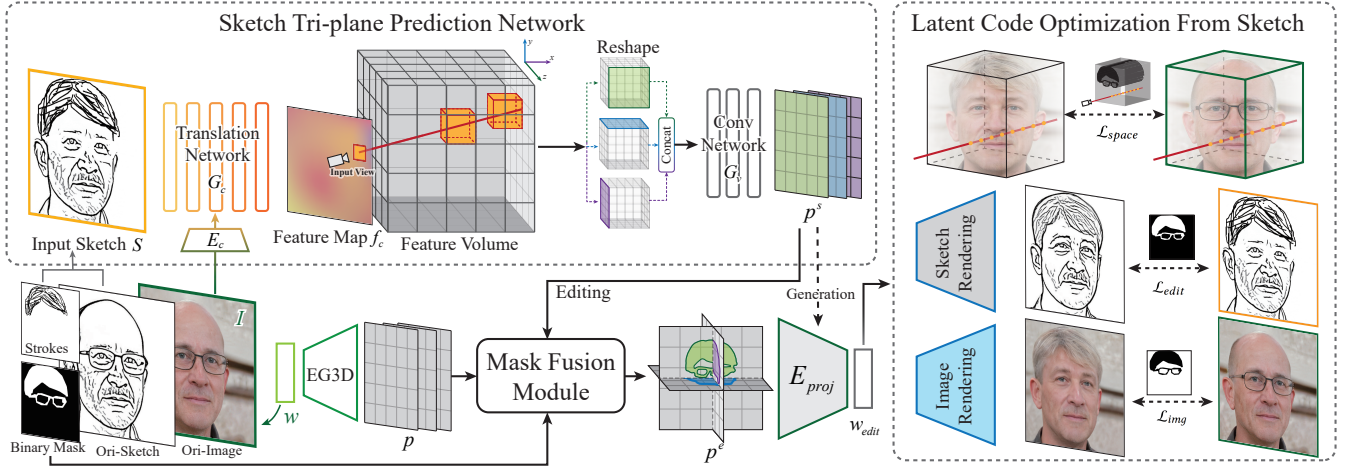 Sketch Tri-plane Prediction Network
Latent Code Optimization From Sketch
Input Sketch S
Translation
Network
G_c
E_c
Input View
Feature Map f_c
Feature Volume
y
x
z
Reshape
Concat
Conv
Network
G_v
p^s
L_space
Sketch
Rendering
L_edit
Image
Rendering
L_img
Strokes
Binary Mask
Ori-Sketch
I
Ori-Image
w
EG3D
p
Editing
Mask Fusion
Module
p^e
Generation
E_proj
w_edit